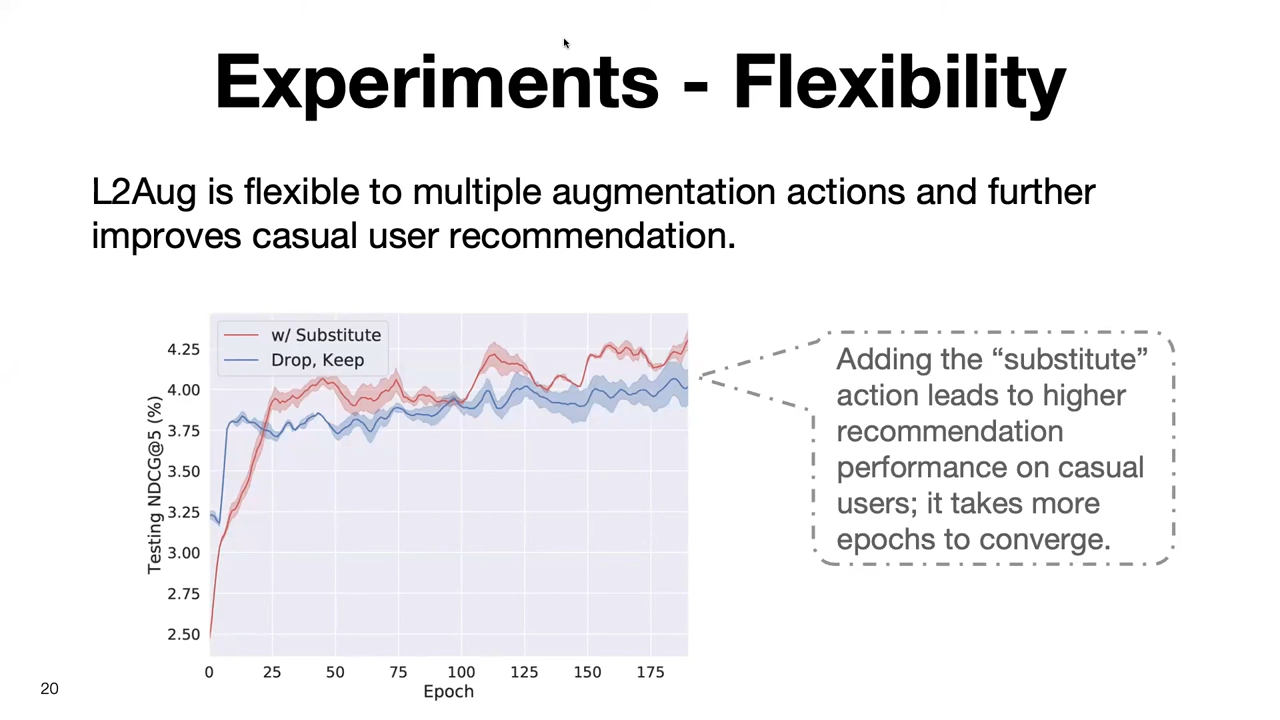 Experiments - Flexibility
L2Aug is flexible to multiple augmentation actions and further
improves casual user recommendation.
w/ Substitute
Drop, Keep
4.25
4.00
3.75
3.50
3.25
3.00
2.75
2.50
Testing NDCG@5 (%)
0 25 50 75 100 125 150 175
Epoch
Adding the “substitute”
action leads to higher
recommendation
performance on casual
users; it takes more
epochs to converge.
20